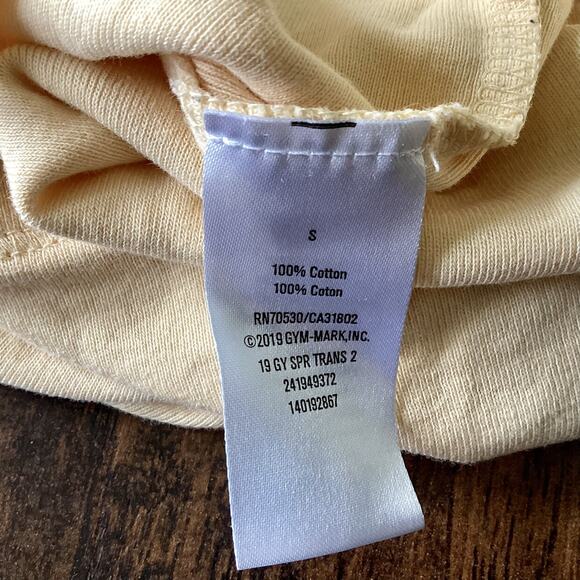 S
100% Cotton
100% Coton
RN70530/CA31802
©2019 GYM-MARK,INC.
19 GY SPR TRANS 2
241949372
140192867